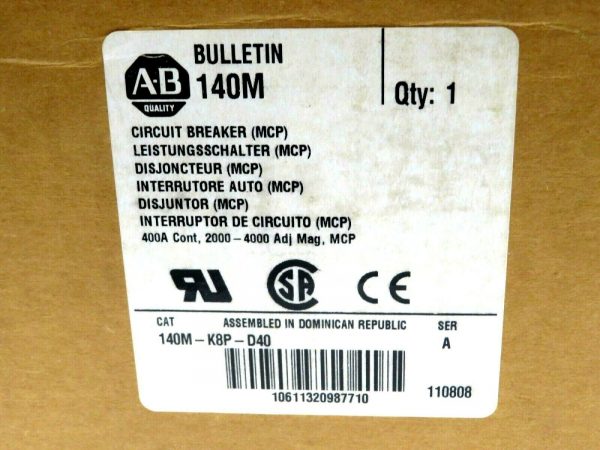 A-B
QUALITY
BULLETIN
140M
Qty: 1
CIRCUIT BREAKER (MCP)
LEISTUNGSSCHALTER (MCP)
DISJONCTEUR (MCP)
INTERRUTORE AUTO (MCP)
DISJUNTOR (MCP)
INTERRUPTOR DE CIRCUITO (MCP)
400A Cont, 2000-4000 Adj Mag, MCP
RU
SA
CE
CAT ASSEMBLED IN DOMINICAN REPUBLIC SER
140M-K8P-D40 A
10611320987710
110808